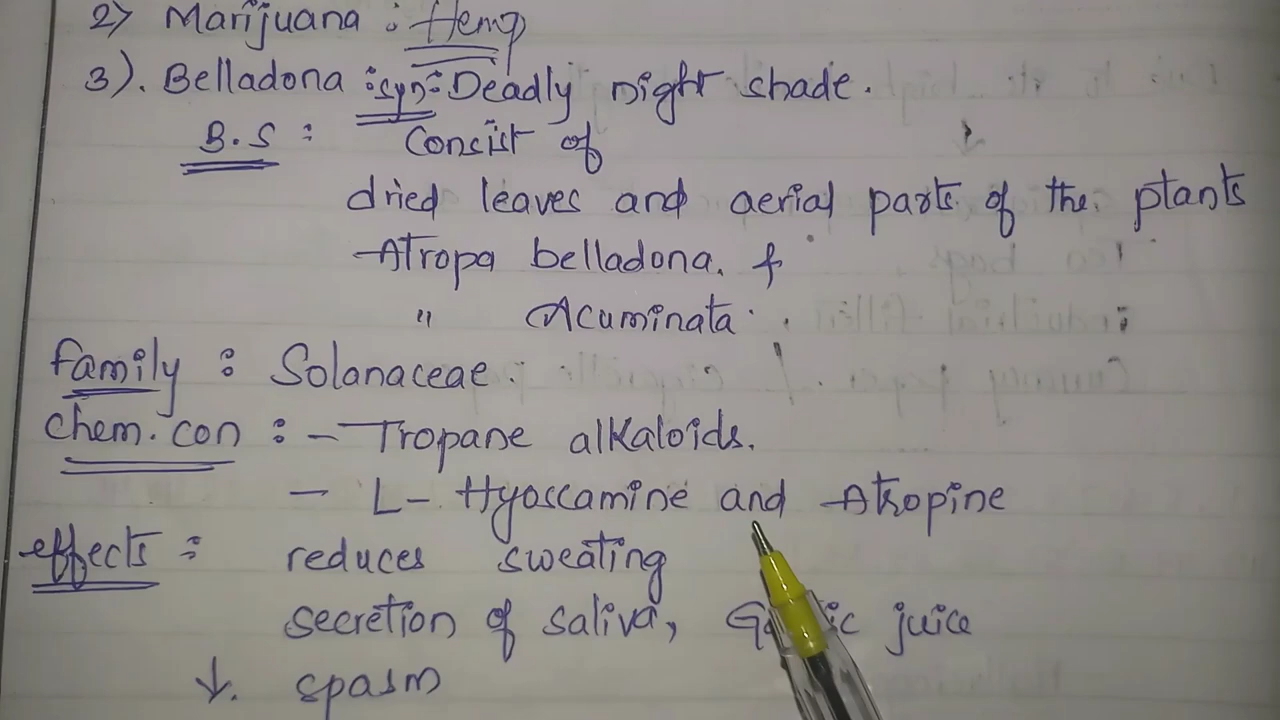 2) Marijuana : Hemp
3). Belladona :syn: Deadly night shade.
B.S : Concist of
dried leaves and aerial parts of the plants
Atropa belladona. &
" Acuminata.
family : Solanaceae.
chem.con : - Tropane alkaloids.
- L- Hyoscamine and Atropine
effects : reduces sweating
secretion of saliva, juice
↓. spasm